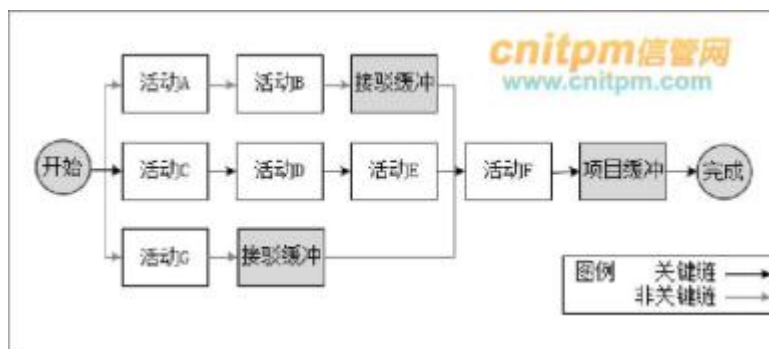 cnitpm信管网
www.cnitpm.com
活动A
活动B
接驳缓冲
开始
活动C
活动D
活动E
活动F
项目缓冲
完成
活动G
接驳缓冲
图例
关键链
非关键链